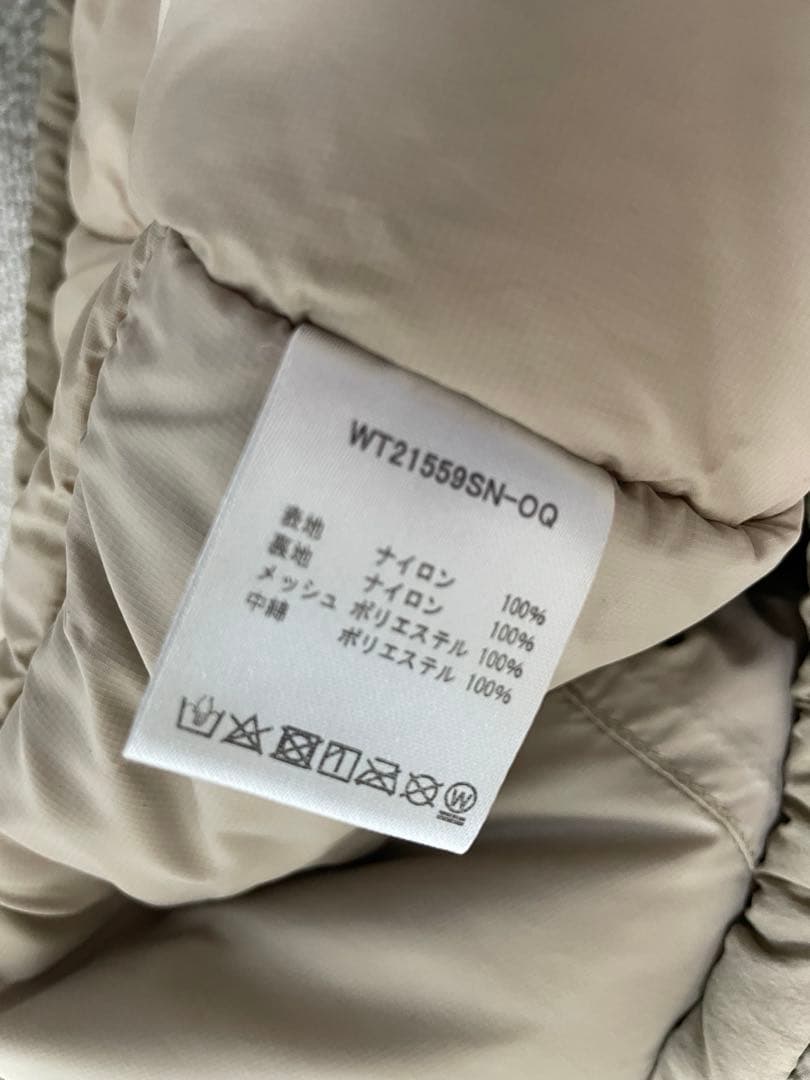 WT21559SN-OQ
表地 ナイロン 100%
裏地 ナイロン 100%
メッシュ ポリエステル 100%
中綿 ポリエステル 100%
W